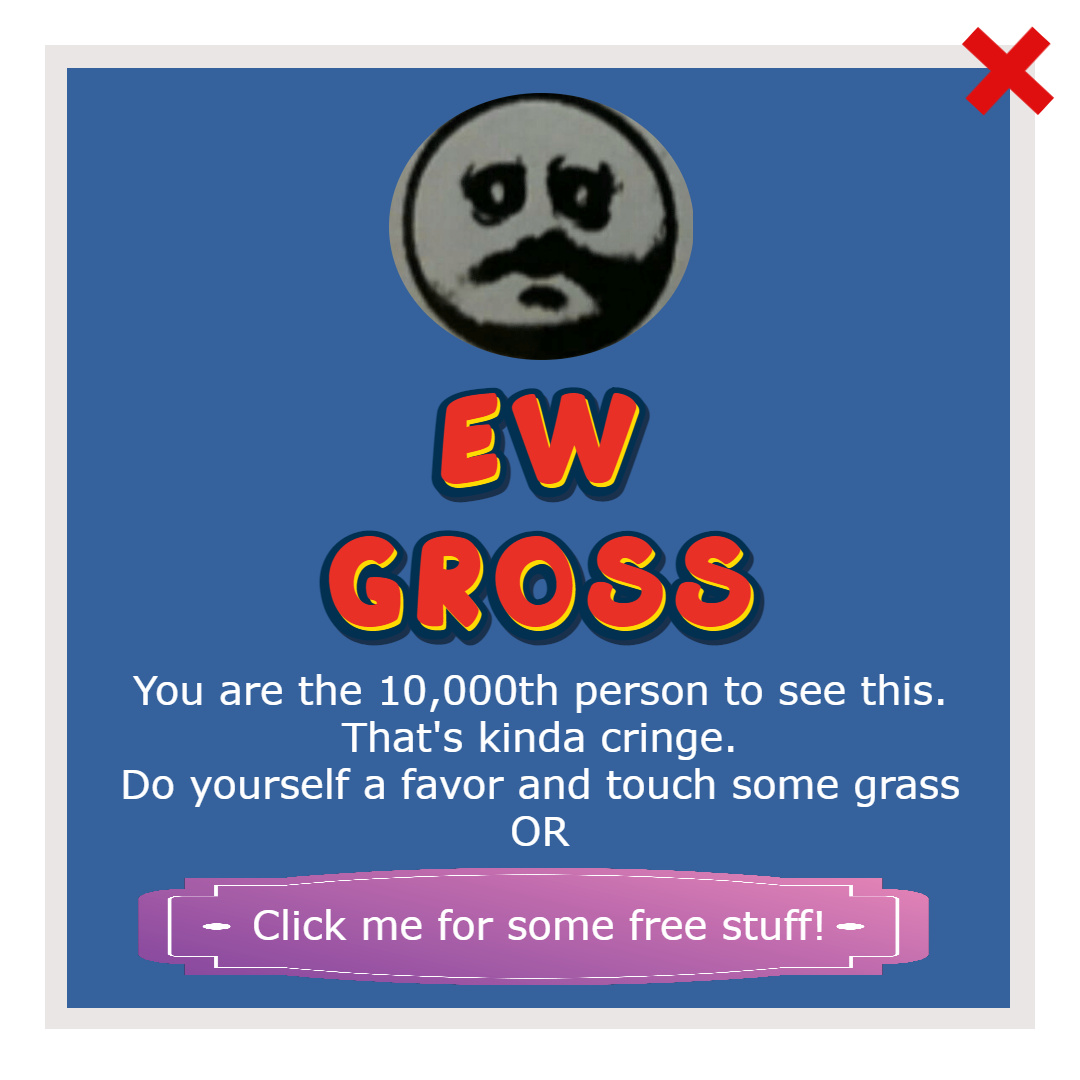 EW
GROSS
You are the 10,000th person to see this.
That's kinda cringe.
Do yourself a favor and touch some grass
OR
Click me for some free stuff!